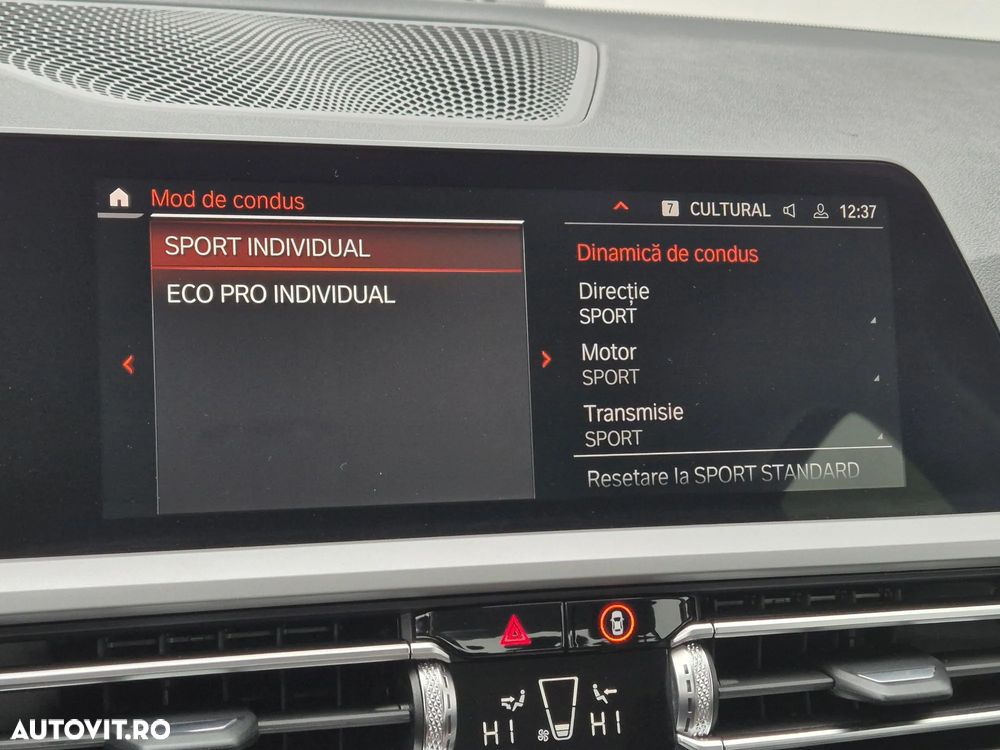 Mod de condus
7 CULTURAL 12:37
SPORT INDIVIDUAL
ECO PRO INDIVIDUAL
Dinamică de condus
Direcție
SPORT
Motor
SPORT
Transmisie
SPORT
Resetare la SPORT STANDARD
HI HI
AUTOVIT.RO